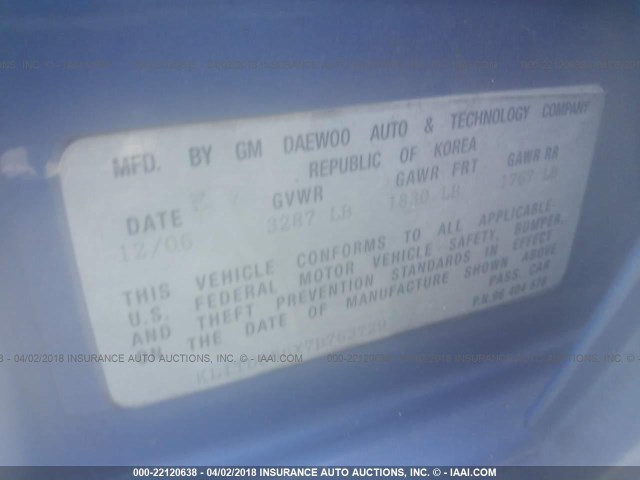 MFD. BY GM DAEWOO AUTO & TECHNOLOGY COMPANY
REPUBLIC OF KOREA
DATE GVWR GAWR FRT GAWR RR
12/06 3287 LB 1830 LB 1767 LB
THIS VEHICLE CONFORMS TO ALL APPLICABLE
U.S. FEDERAL MOTOR VEHICLE SAFETY, BUMPER,
AND THEFT PREVENTION STANDARDS IN EFFECT
ON THE DATE OF MANUFACTURE SHOWN ABOVE
PASS CAR
P/N
04/02/2018 INSURANCE AUTO AUCTIONS, INC. - © - IAAI.COM
000-22120638 - 04/02/2018 INSURANCE AUTO AUCTIONS, INC. - © - IAAI.COM